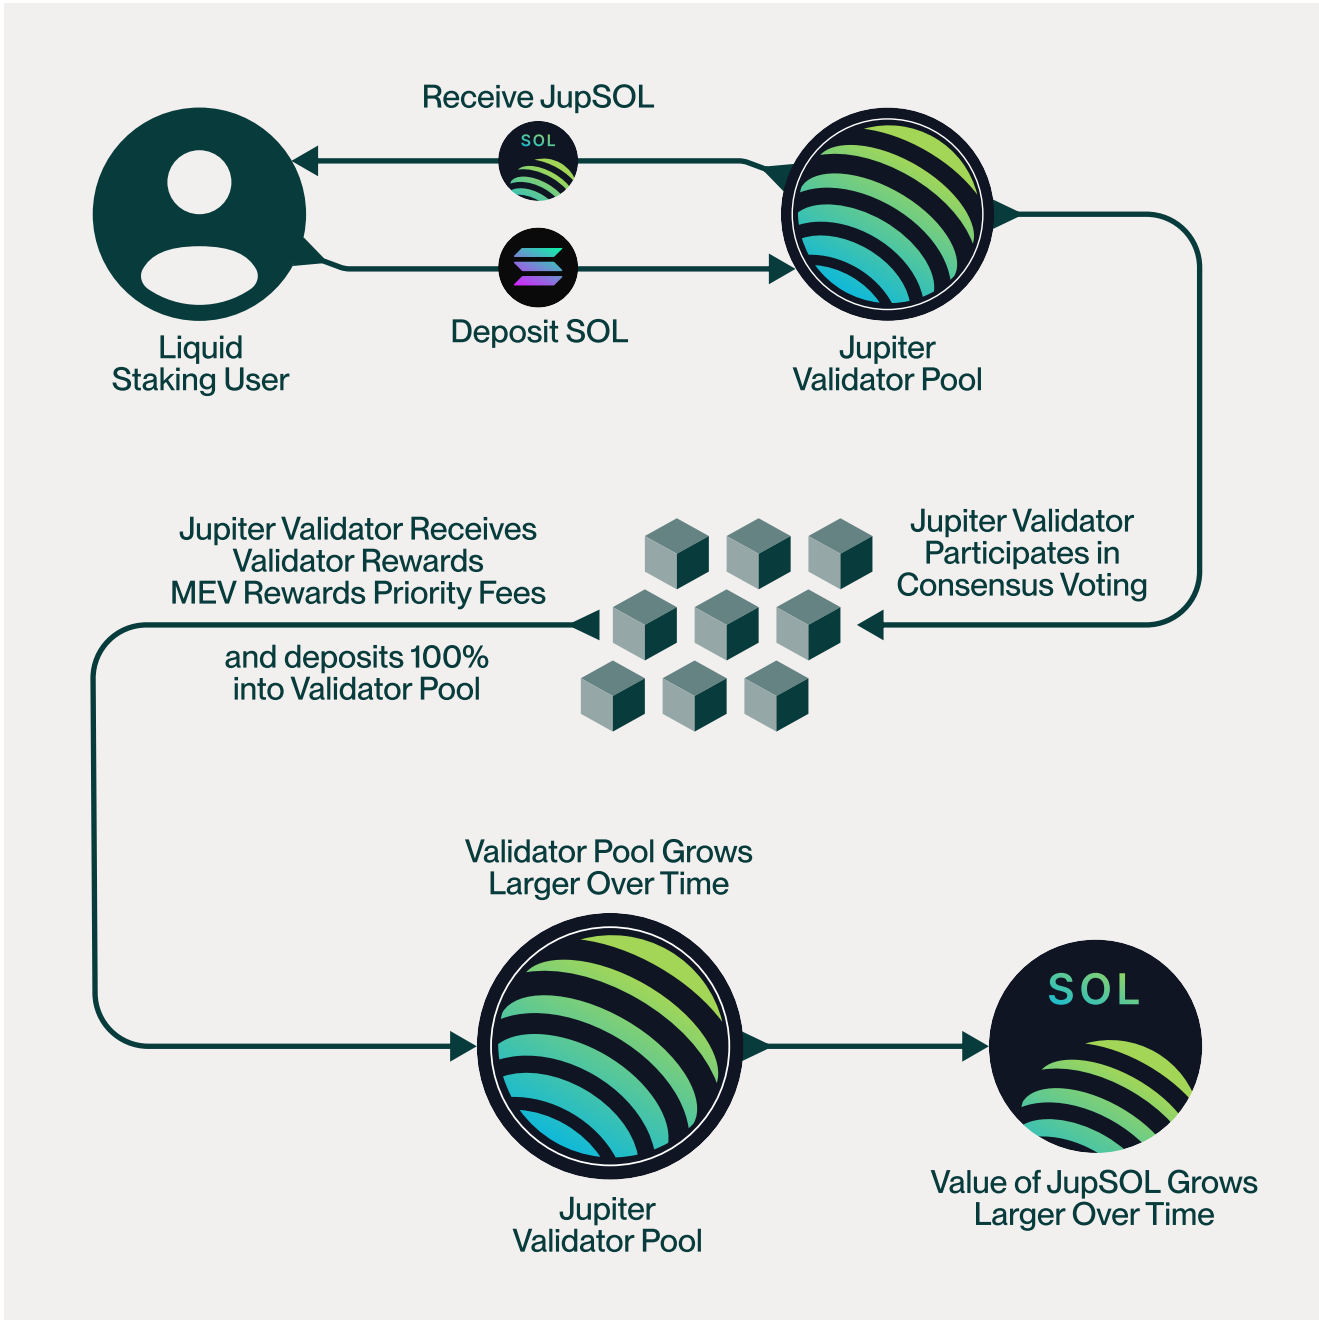 Receive JupSOL
SOL
Deposit SOL
Liquid
Staking User
Jupiter
Validator Pool
Jupiter Validator
Participates in
Consensus Voting
Jupiter Validator Receives
Validator Rewards
MEV Rewards Priority Fees
and deposits 100%
into Validator Pool
Validator Pool Grows
Larger Over Time
Jupiter
Validator Pool
SOL
Value of JupSOL Grows
Larger Over Time